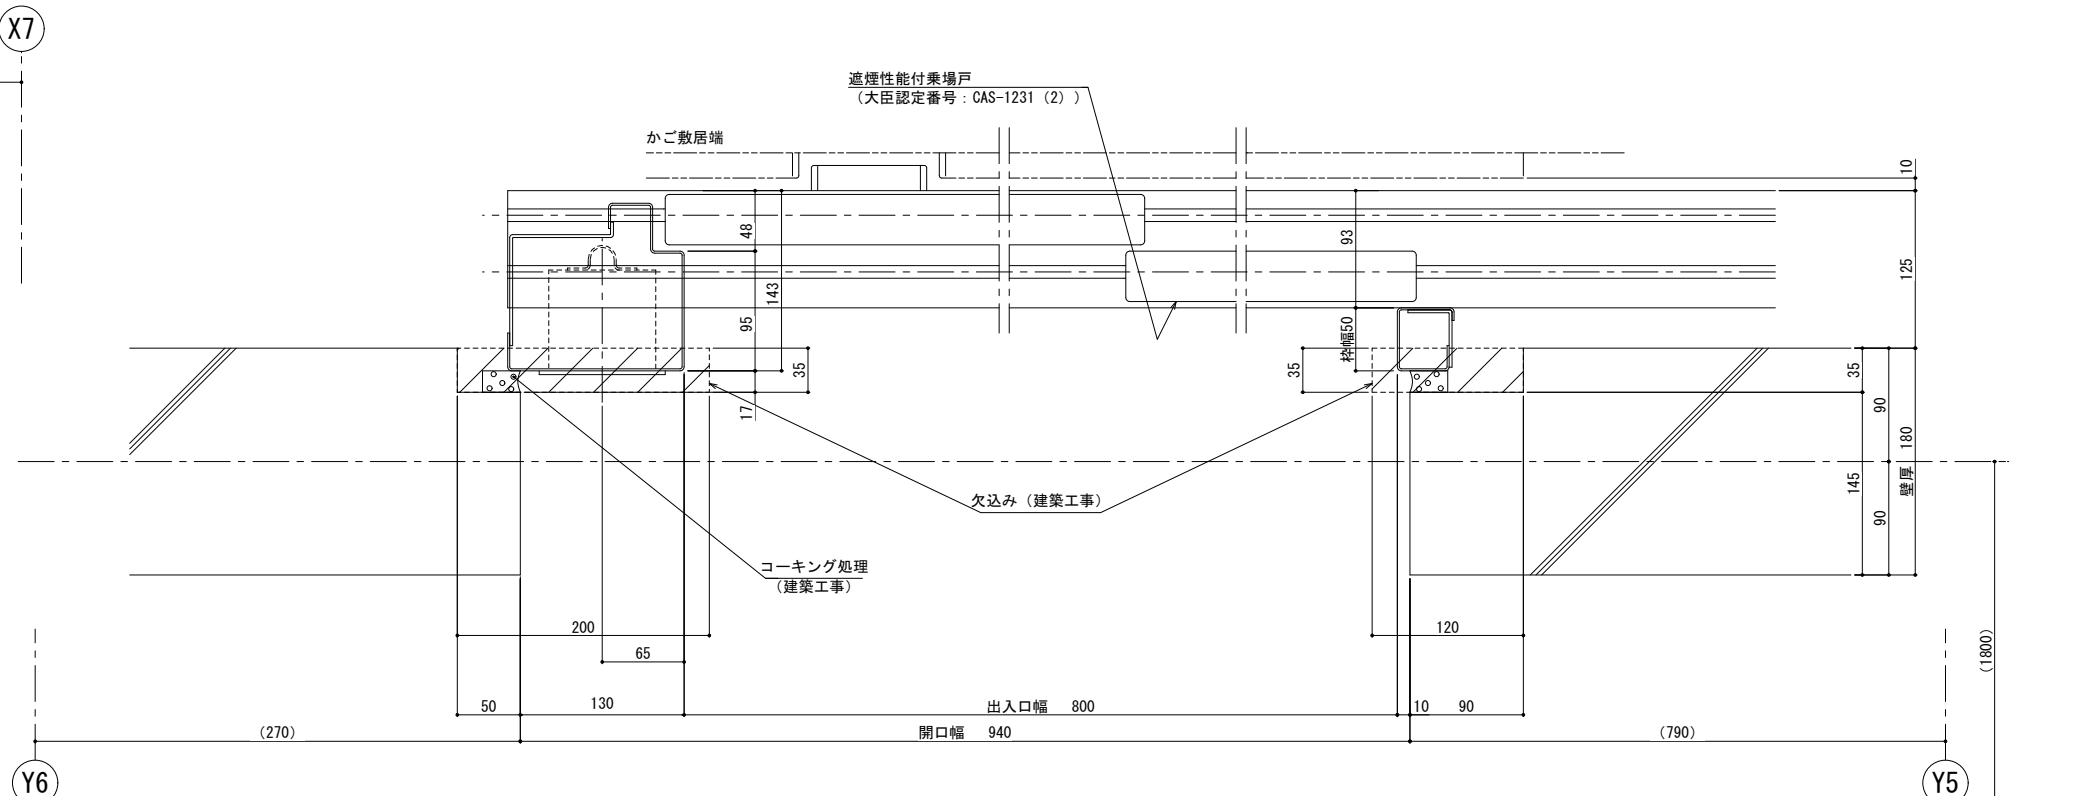 X7
遮煙性能付乗場戸
（大臣認定番号：CAS-1231（2））
かご敷居端
10
48
93
125
143
95
枠幅50
35
35
35
17
90
180
145
壁厚
90
欠込み（建築工事）
コーキング処理
（建築工事）
200
120
65
(1800)
50
130
出入口幅 800
10
90
(270)
開口幅 940
(790)
Y6
Y5